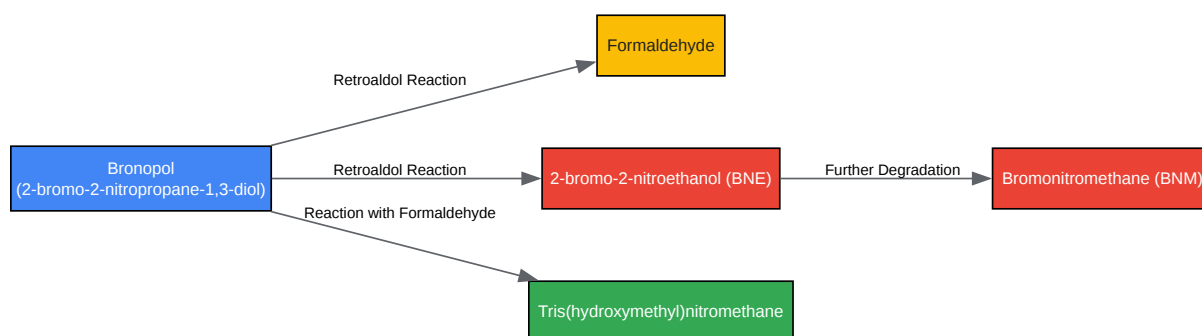 Formaldehyde
Retroaldol Reaction
Bronopol
(2-bromo-2-nitropropane-1,3-diol)
Retroaldol Reaction
2-bromo-2-nitroethanol (BNE)
Further Degradation
Bromonitromethane (BNM)
Reaction with Formaldehyde
Tris(hydroxymethyl)nitromethane